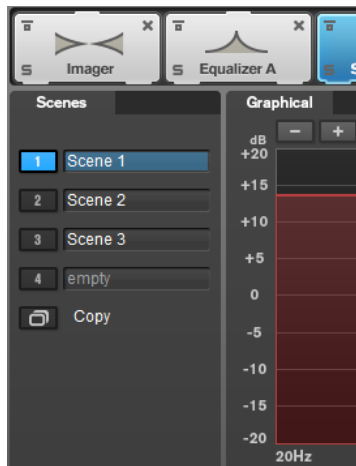 S Imager
S Equalizer A
S S
Scenes
Graphical
1 Scene 1
2 Scene 2
3 Scene 3
4 empty
Copy
dB
- +
+20
+15
+10
+5
0
-5
-10
-15
-20
20Hz